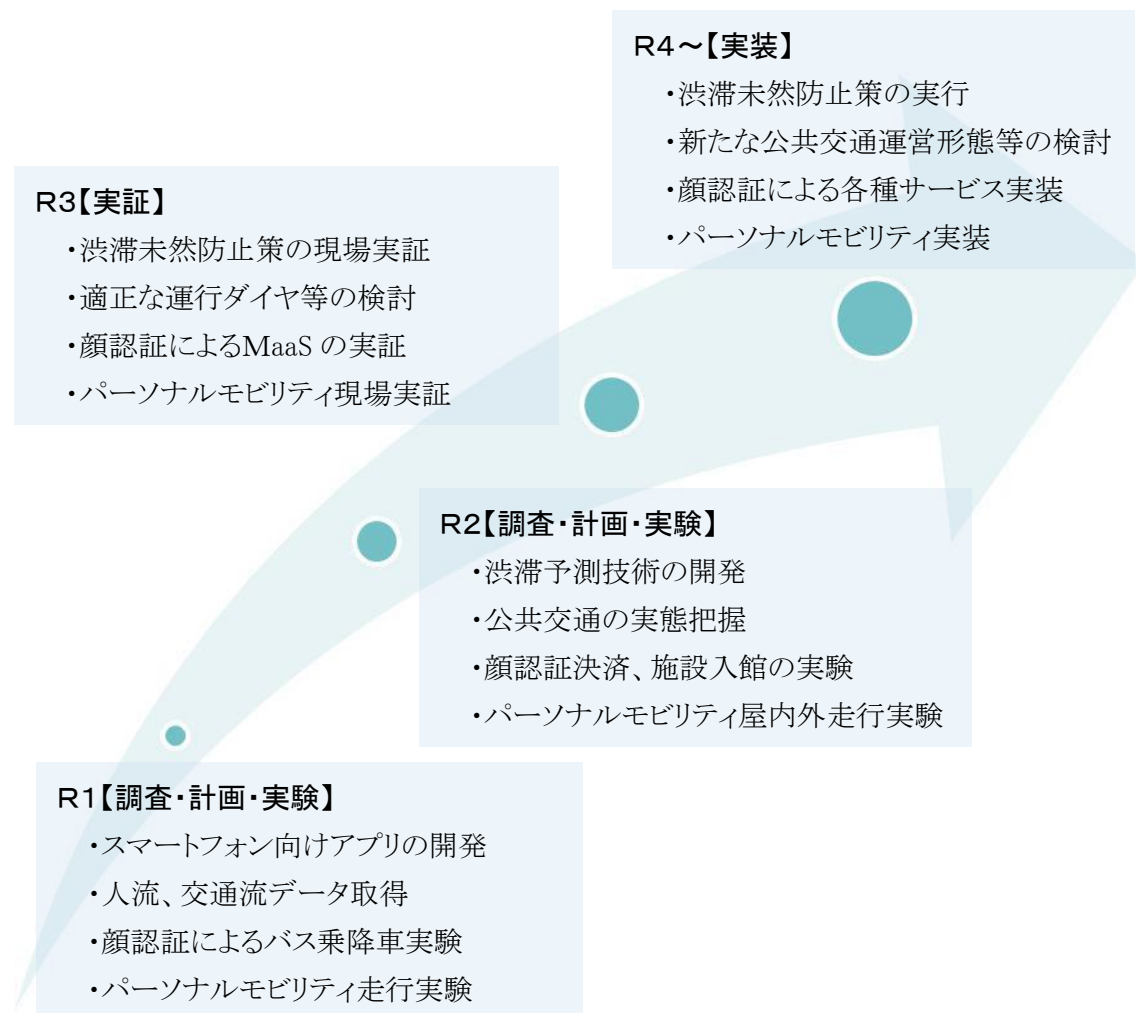 R4～【実装】
・渋滞未然防止策の実行
・新たな公共交通運営形態等の検討
・顔認証による各種サービス実装
・パーソナルモビリティ実装
R3【実証】
・渋滞未然防止策の現場実証
・適正な運行ダイヤ等の検討
・顔認証によるMaaS の実証
・パーソナルモビリティ現場実証
R2【調査・計画・実験】
・渋滞予測技術の開発
・公共交通の実態把握
・顔認証決済、施設入館の実験
・パーソナルモビリティ屋内外走行実験
R1【調査・計画・実験】
・スマートフォン向けアプリの開発
・人流、交通流データ取得
・顔認証によるバス乗降車実験
・パーソナルモビリティ走行実験